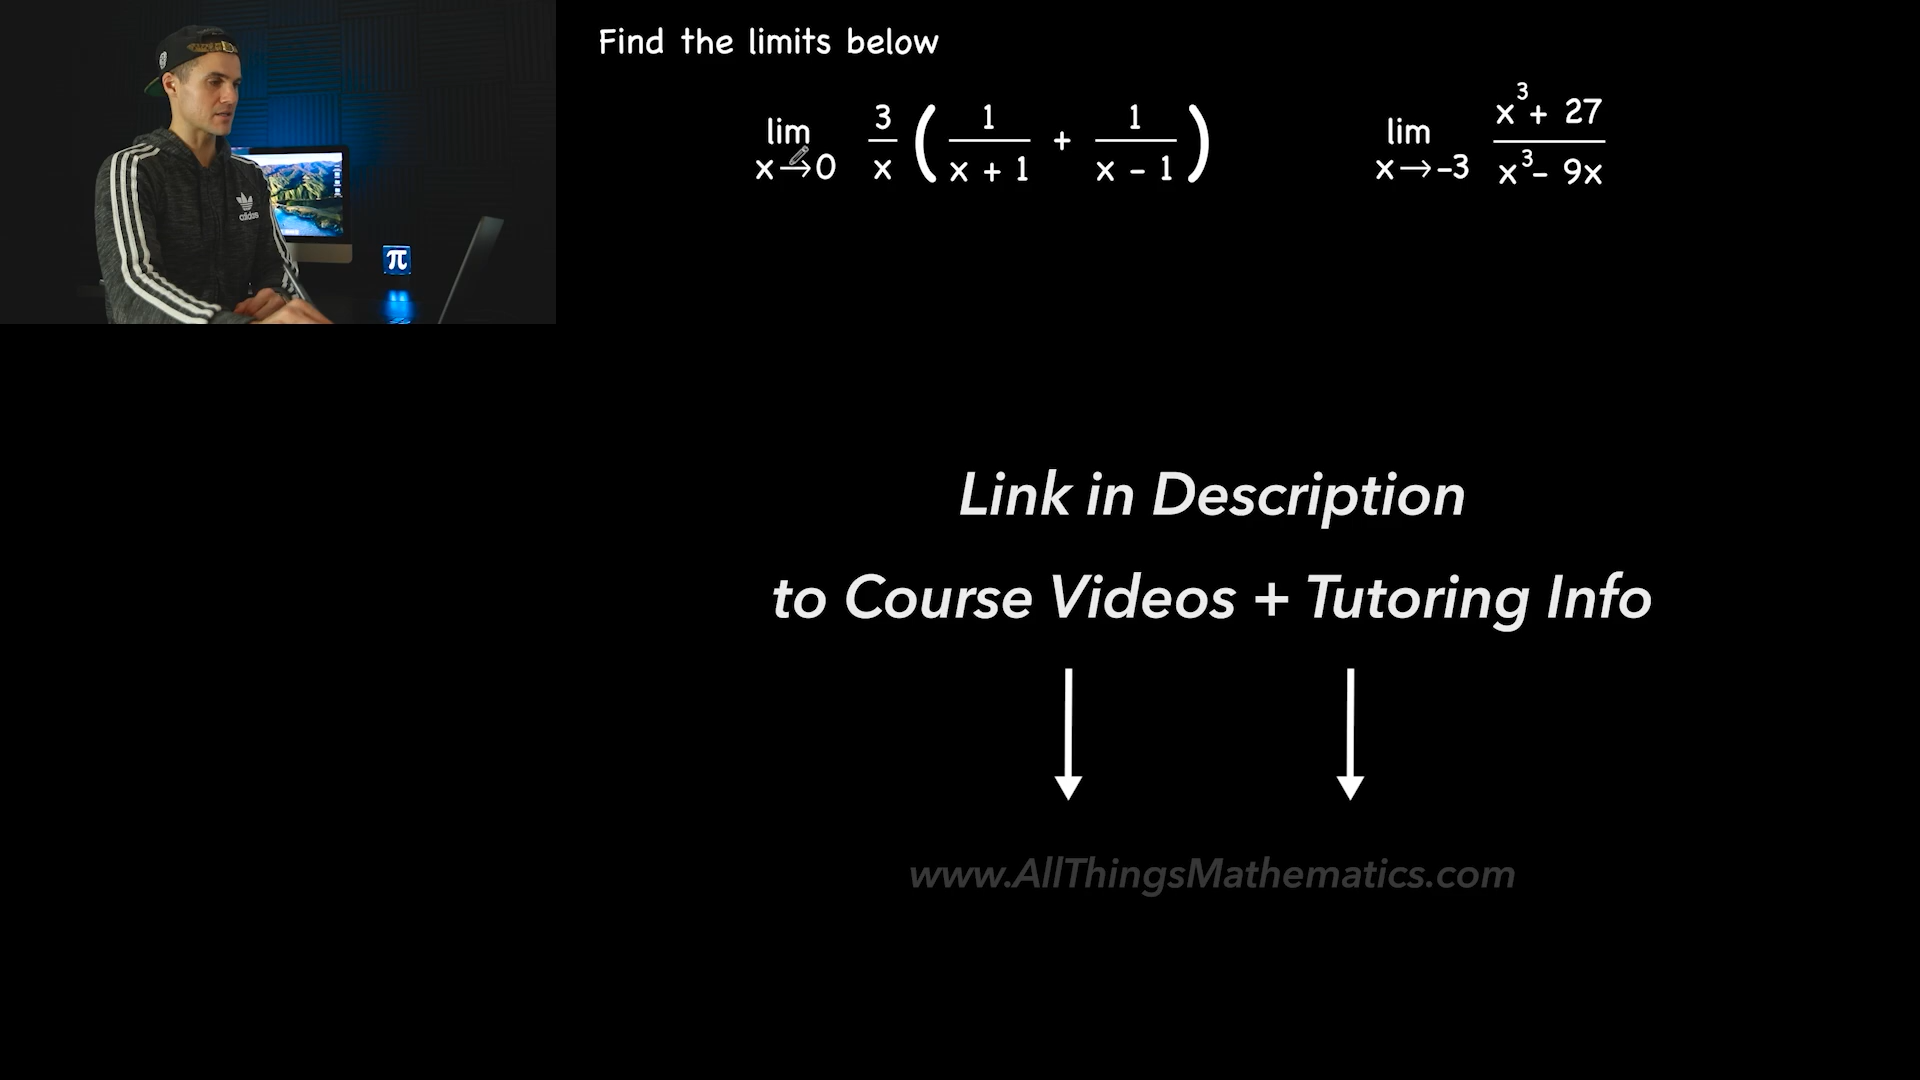 Find the limits below
lim x→0 3/x ( 1/(x + 1) + 1/(x - 1) )
lim x→-3 (x³ + 27)/(x³ - 9x)
adidas
π
Link in Description
to Course Videos + Tutoring Info
www.AllThingsMathematics.com